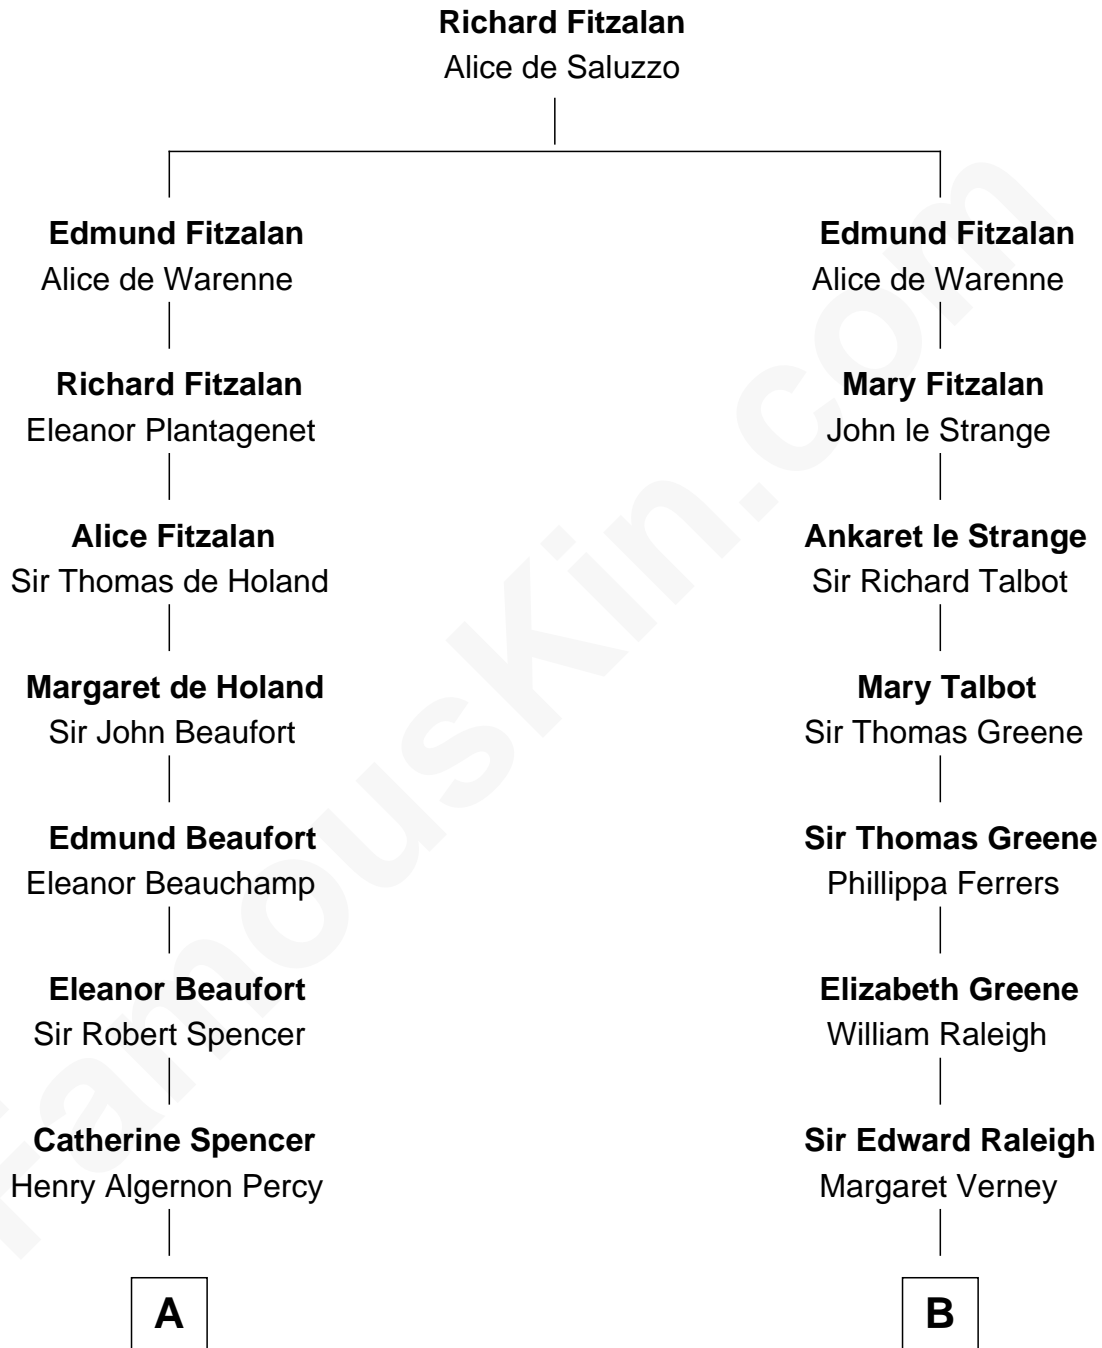 Richard Fitzalan
Alice de Saluzzo
Edmund Fitzalan
Alice de Warenne
Richard Fitzalan
Eleanor Plantagenet
Alice Fitzalan
Sir Thomas de Holand
Margaret de Holand
Sir John Beaufort
Edmund Beaufort
Eleanor Beauchamp
Eleanor Beaufort
Sir Robert Spencer
Catherine Spencer
Henry Algernon Percy
A
Edmund Fitzalan
Alice de Warenne
Mary Fitzalan
John le Strange
Ankaret le Strange
Sir Richard Talbot
Mary Talbot
Sir Thomas Greene
Sir Thomas Greene
Phillippa Ferrers
Elizabeth Greene
William Raleigh
Sir Edward Raleigh
Margaret Verney
B
FamousKin.com